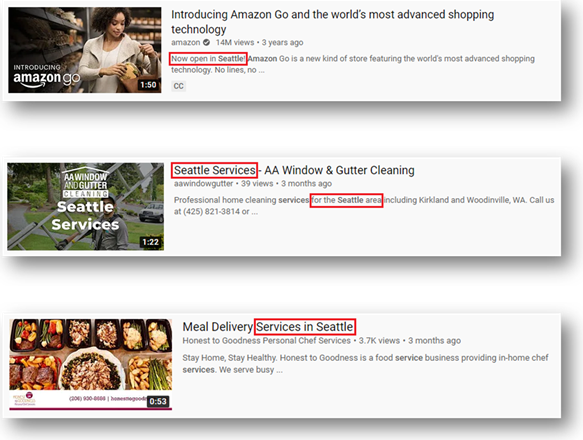 Introducing Amazon Go and the world's most advanced shopping
technology
amazon 14M views • 3 years ago
Now open in Seattle! Amazon Go is a new kind of store featuring the world's most advanced shopping
technology. No lines, no ...
CC
INTRODUCING
amazon go
1:50
Seattle Services - AA Window & Gutter Cleaning
aawindowgutter • 39 views • 3 months ago
Professional home cleaning services for the Seattle area including Kirkland and Woodinville, WA. Call us
at (425) 821-3814 or ...
AA WINDOW
AND GUTTER
CLEANING
Seattle
Services
1:22
Meal Delivery Services in Seattle
Honest to Goodness Personal Chef Services • 3.7K views • 3 months ago
Stay Home, Stay Healthy. Honest to Goodness is a food service business providing in-home chef
services. We serve busy ...
0:53